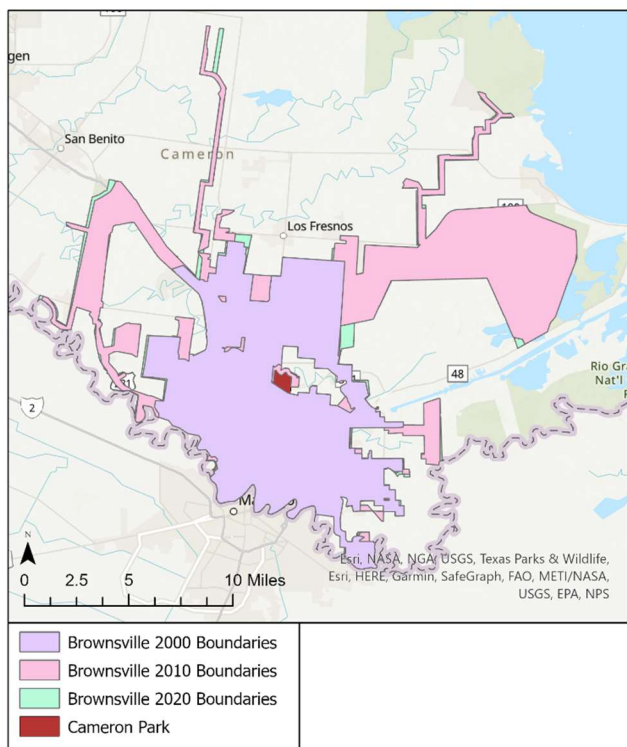 gen
San Benito
Cameron
Los Fresnos
48
Rio Gra
Nat'l
2
N
0 2.5 5 10 Miles
Esri, NASA, NGA, USGS, Texas Parks & Wildlife,
Esri, HERE, Garmin, SafeGraph, FAO, METI/NASA,
USGS, EPA, NPS
Brownsville 2000 Boundaries
Brownsville 2010 Boundaries
Brownsville 2020 Boundaries
Cameron Park